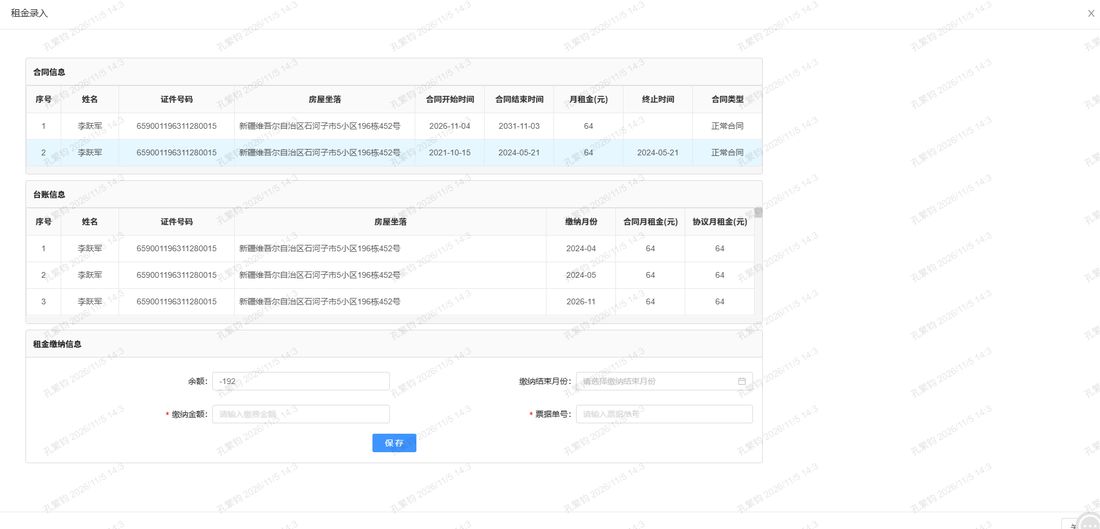 租金录入
合同信息
序号 姓名 证件号码 房屋坐落 合同开始时间 合同结束时间 月租金(元) 终止时间 合同类型
1 李跃军 659001196311280015 新疆维吾尔自治区石河子市5小区196栋452号 2026-11-04 2031-11-03 64 正常合同
2 李跃军 659001196311280015 新疆维吾尔自治区石河子市5小区196栋452号 2021-10-15 2024-05-21 64 2024-05-21 正常合同
台账信息
序号 姓名 证件号码 房屋坐落 缴纳月份 合同月租金(元) 协议月租金(元)
1 李跃军 659001196311280015 新疆维吾尔自治区石河子市5小区196栋452号 2024-04 64 64
2 李跃军 659001196311280015 新疆维吾尔自治区石河子市5小区196栋452号 2024-05 64 64
3 李跃军 659001196311280015 新疆维吾尔自治区石河子市5小区196栋452号 2026-11 64 64
租金缴纳信息
余额: -192 缴纳结束月份: 请选择缴纳结束月份
* 缴纳金额: 请输入缴费金额 * 票据单号: 请输入票据单号
保存
孔繁钧 2026/11/5 14:3